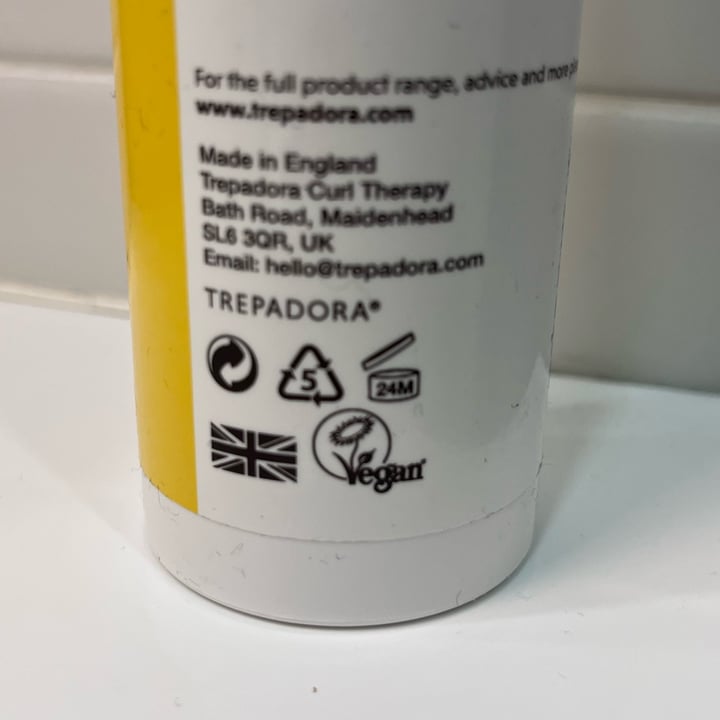 For the full product range, advice and more
www.trepadora.com
Made in England
Trepadora Curl Therapy
Bath Road, Maidenhead
SL6 3QR, UK
Email: hello@trepadora.com
TREPADORA®
5
24M
Vegan